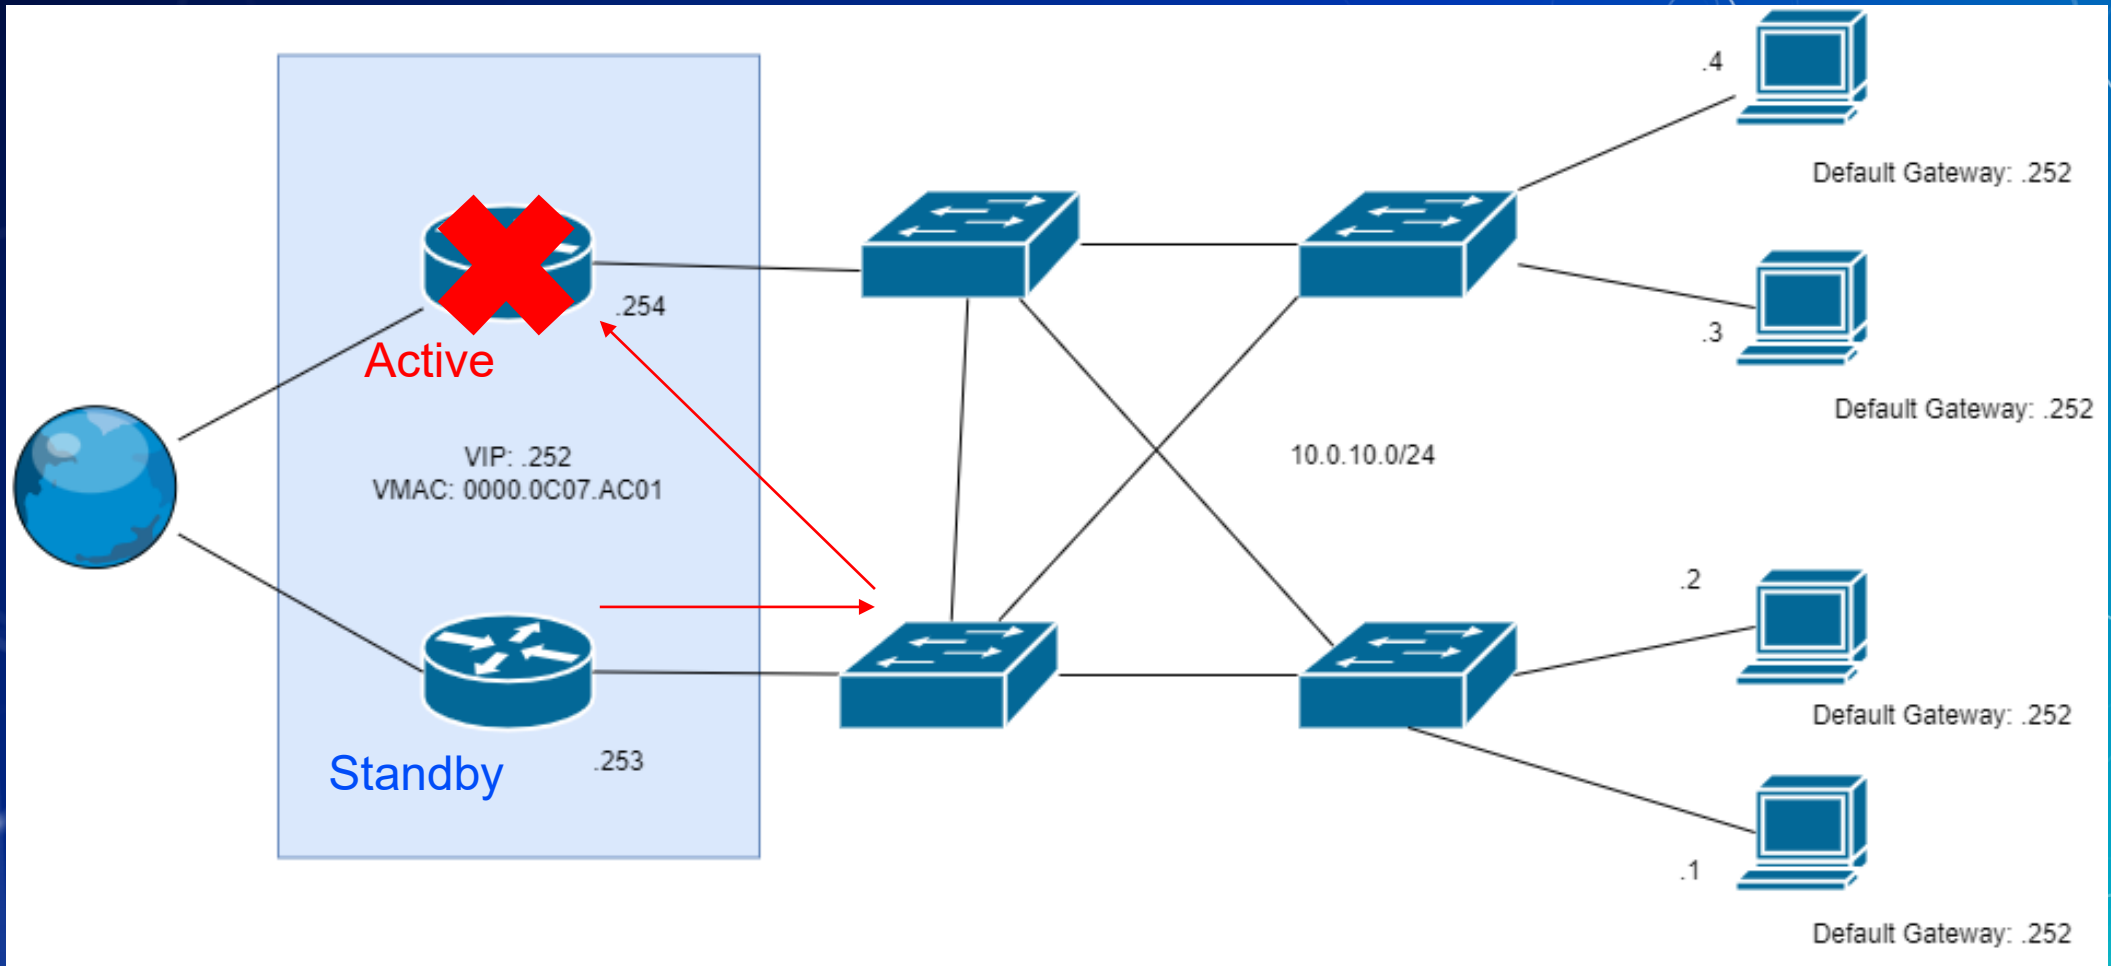 .4
Default Gateway: .252
.254
Active
.3
Default Gateway: .252
VIP: .252
VMAC: 0000.0C07.AC01
10.0.10.0/24
.2
Default Gateway: .252
Standby
.253
.1
Default Gateway: .252